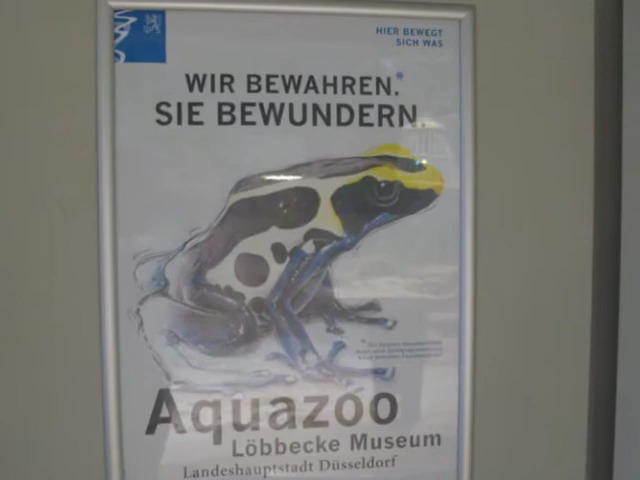 HIER BEWEGT
SICH WAS
WIR BEWAHREN.*
SIE BEWUNDERN.
Aquazoo
Löbbecke Museum
Landeshauptstadt Düsseldorf